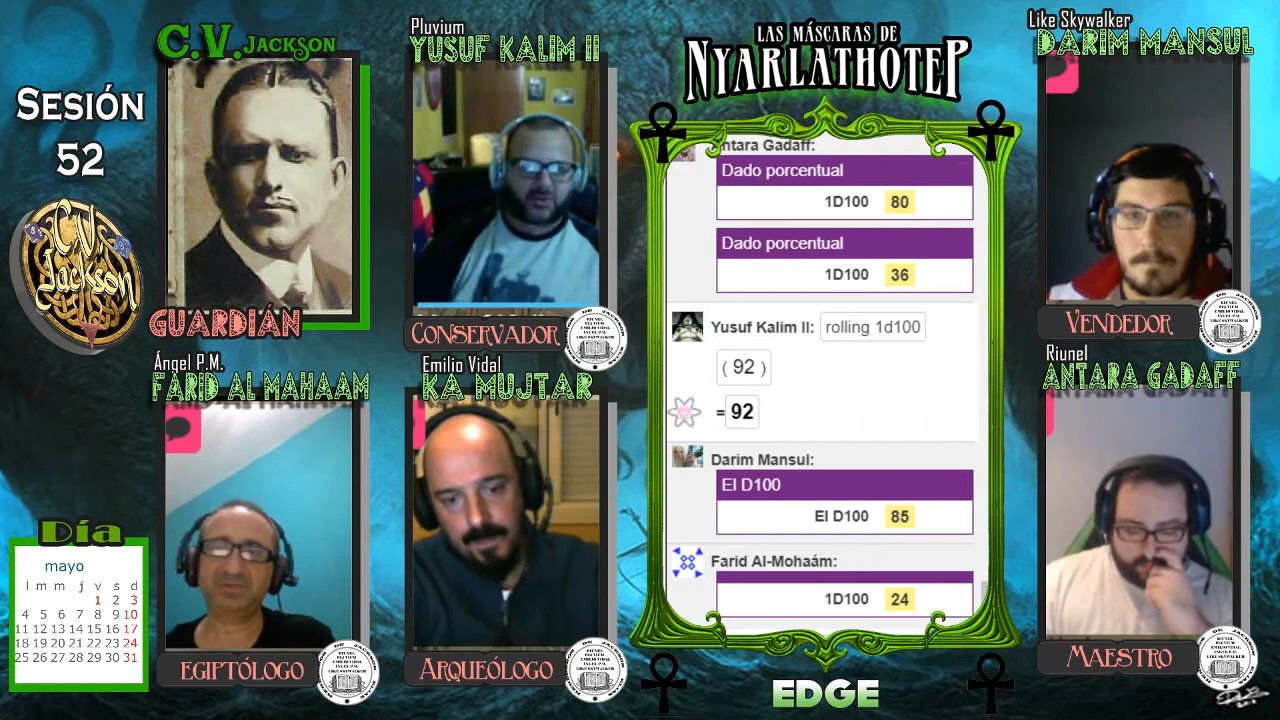 SESIÓN
52
C.V.
Jackson
C.V. JACKSON
GUARDIÁN
Pluvium
YUSUF KALIM II
CONSERVADOR
LAS MÁSCARAS DE
NYARLATHOTEP
Like Skywalker
DARIM MANSUL
VENDEDOR
Ángel P.M.
FARID AL MAHAAM
EGIPTÓLOGO
Emilio Vidal
KA MUJTAR
ARQUEÓLOGO
Riunel
ANTARA GADAFF
MAESTRO
ntara Gadaff:
Dado porcentual
1D100 80
Dado porcentual
1D100 36
Yusuf Kalim II: rolling 1d100
( 92 )
= 92
Darim Mansul:
El D100
El D100 85
Farid Al-Mohaám:
1D100 24
EDGE
Día
mayo
l m m j v s d
1 2 3
4 5 6 7 8 9 10
11 12 13 14 15 16 17
18 19 20 21 22 23 24
25 26 27 28 29 30 31